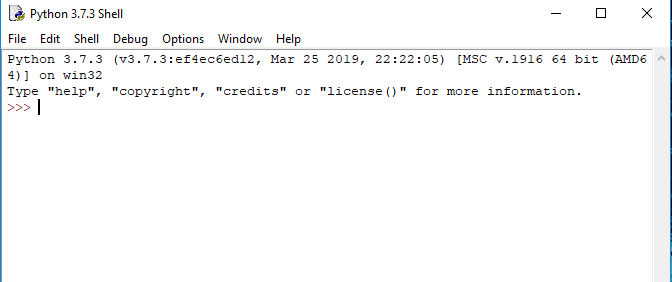 Python 3.7.3 Shell
File Edit Shell Debug Options Window Help
Python 3.7.3 (v3.7.3:ef4ec6ed12, Mar 25 2019, 22:22:05) [MSC v.1916 64 bit (AMD6
4)] on win32
Type "help", "copyright", "credits" or "license()" for more information.
>>>